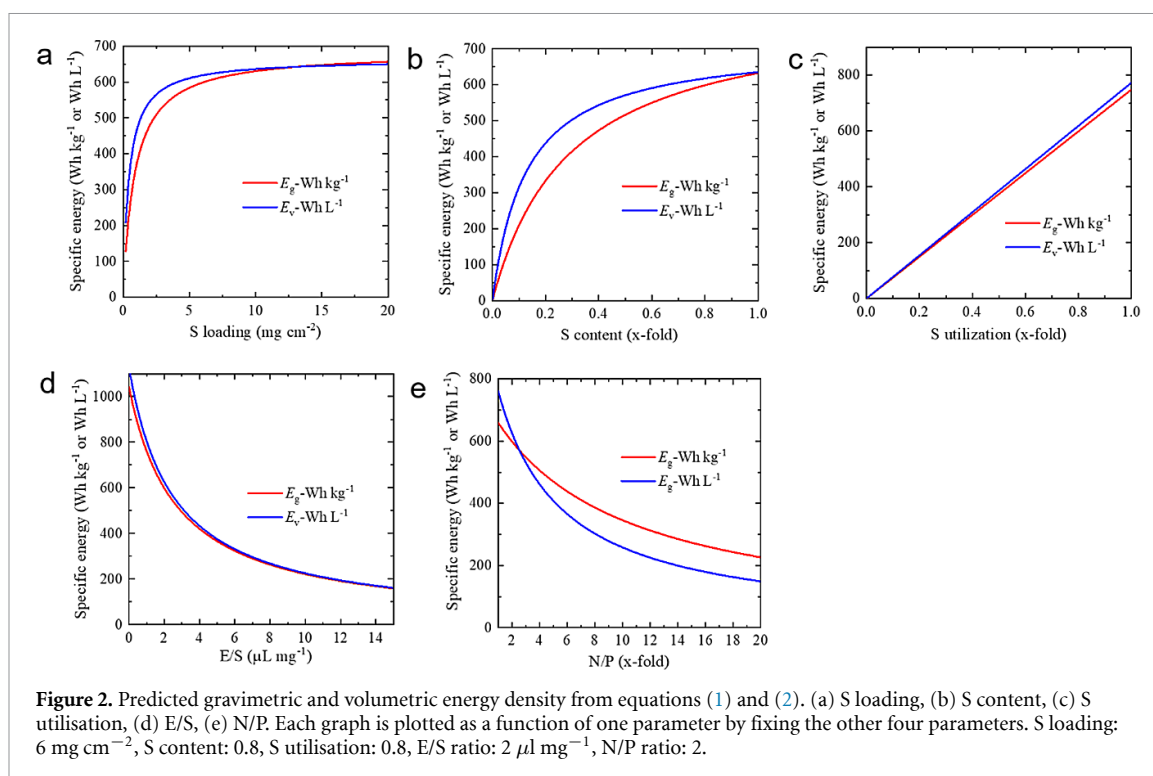 a
700
600
500
400
300
200
100
0
Specific energy (Wh kg⁻¹ or Wh L⁻¹)
E_g-Wh kg⁻¹
E_v-Wh L⁻¹
0 5 10 15 20
S loading (mg cm⁻²)
b
700
600
500
400
300
200
100
0
Specific energy (Wh kg⁻¹ or Wh L⁻¹)
E_g-Wh kg⁻¹
E_v-Wh L⁻¹
0.0 0.2 0.4 0.6 0.8 1.0
S content (x-fold)
c
800
600
400
200
0
Specific energy (Wh kg⁻¹ or Wh L⁻¹)
E_g-Wh kg⁻¹
E_v-Wh L⁻¹
0.0 0.2 0.4 0.6 0.8 1.0
S utilization (x-fold)
d
1000
800
600
400
200
0
Specific energy (Wh kg⁻¹ or Wh L⁻¹)
E_g-Wh kg⁻¹
E_v-Wh L⁻¹
0 2 4 6 8 10 12 14
E/S (µL mg⁻¹)
e
800
600
400
200
0
Specific energy (Wh kg⁻¹ or Wh L⁻¹)
E_g-Wh kg⁻¹
E_g-Wh L⁻¹
2 4 6 8 10 12 14 16 18 20
N/P (x-fold)
Figure 2. Predicted gravimetric and volumetric energy density from equations (1) and (2). (a) S loading, (b) S content, (c) S
utilisation, (d) E/S, (e) N/P. Each graph is plotted as a function of one parameter by fixing the other four parameters. S loading:
6 mg cm⁻², S content: 0.8, S utilisation: 0.8, E/S ratio: 2 µl mg⁻¹, N/P ratio: 2.